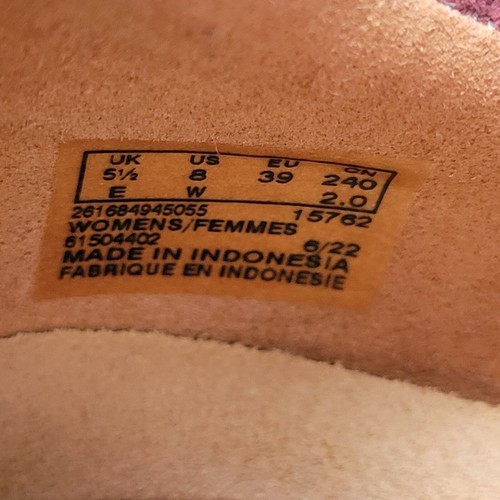 UK US EU CN
5½ 8 39 240
E W 2.0
261684945055 15762
WOMENS/FEMMES
61504402 6/22
MADE IN INDONESIA
FABRIQUE EN INDONESIE